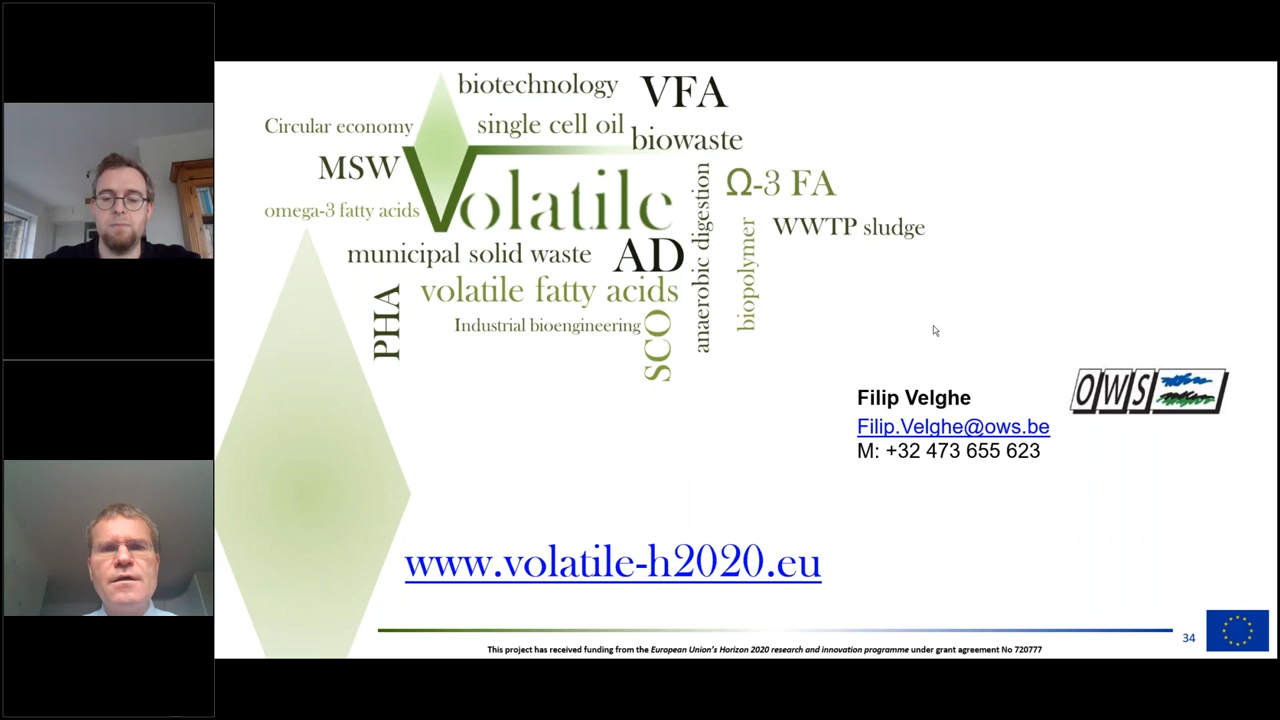 biotechnology
VFA
Circular economy
single cell oil
biowaste
MSW
Volatile
anaerobic digestion
Ω-3 FA
omega-3 fatty acids
WWTP sludge
biopolymer
municipal solid waste
AD
volatile fatty acids
PHA
Industrial bioengineering
SCO
OWS
Filip Velghe
Filip.Velghe@ows.be
M: +32 473 655 623
www.volatile-h2020.eu
34
This project has received funding from the European Union's Horizon 2020 research and innovation programme under grant agreement No 720777